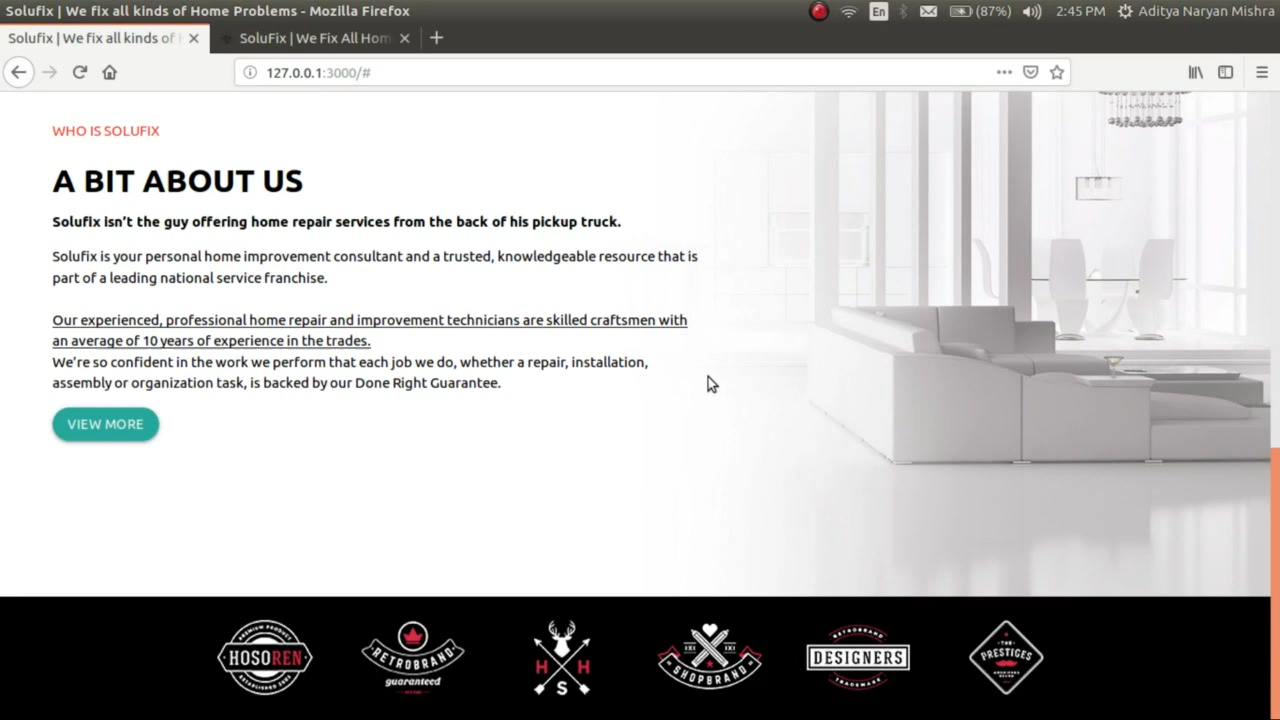 Solufix | We fix all kinds of Home Problems - Mozilla Firefox
En
(87%)
2:45 PM
Aditya Naryan Mishra
Solufix | We fix all kinds of
SoluFix | We Fix All Hom
127.0.0.1:3000/#
WHO IS SOLUFIX
A BIT ABOUT US
Solufix isn’t the guy offering home repair services from the back of his pickup truck.
Solufix is your personal home improvement consultant and a trusted, knowledgeable resource that is
part of a leading national service franchise.
Our experienced, professional home repair and improvement technicians are skilled craftsmen with
an average of 10 years of experience in the trades.
We’re so confident in the work we perform that each job we do, whether a repair, installation,
assembly or organization task, is backed by our Done Right Guarantee.
VIEW MORE
PREMIUM PRODUCT
HOSOREN
RETROBRAND
guaranteed
H H
S
SHOPBRAND
RETROBRAND
DESIGNERS
TRADEMARK
THE
PRESTIGES